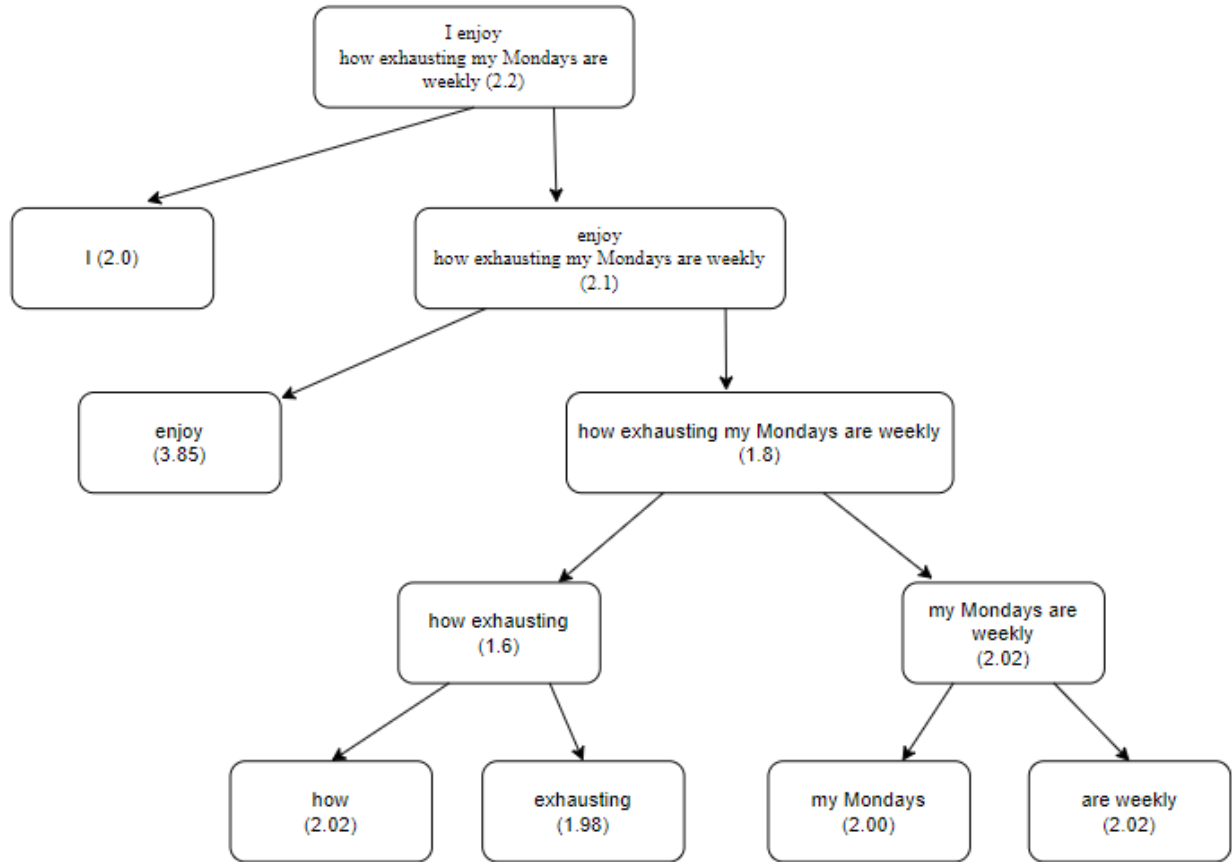 I enjoy
how exhausting my Mondays are
weekly (2.2)
I (2.0)
enjoy
how exhausting my Mondays are weekly
(2.1)
enjoy
(3.85)
how exhausting my Mondays are weekly
(1.8)
how exhausting
(1.6)
my Mondays are
weekly
(2.02)
how
(2.02)
exhausting
(1.98)
my Mondays
(2.00)
are weekly
(2.02)